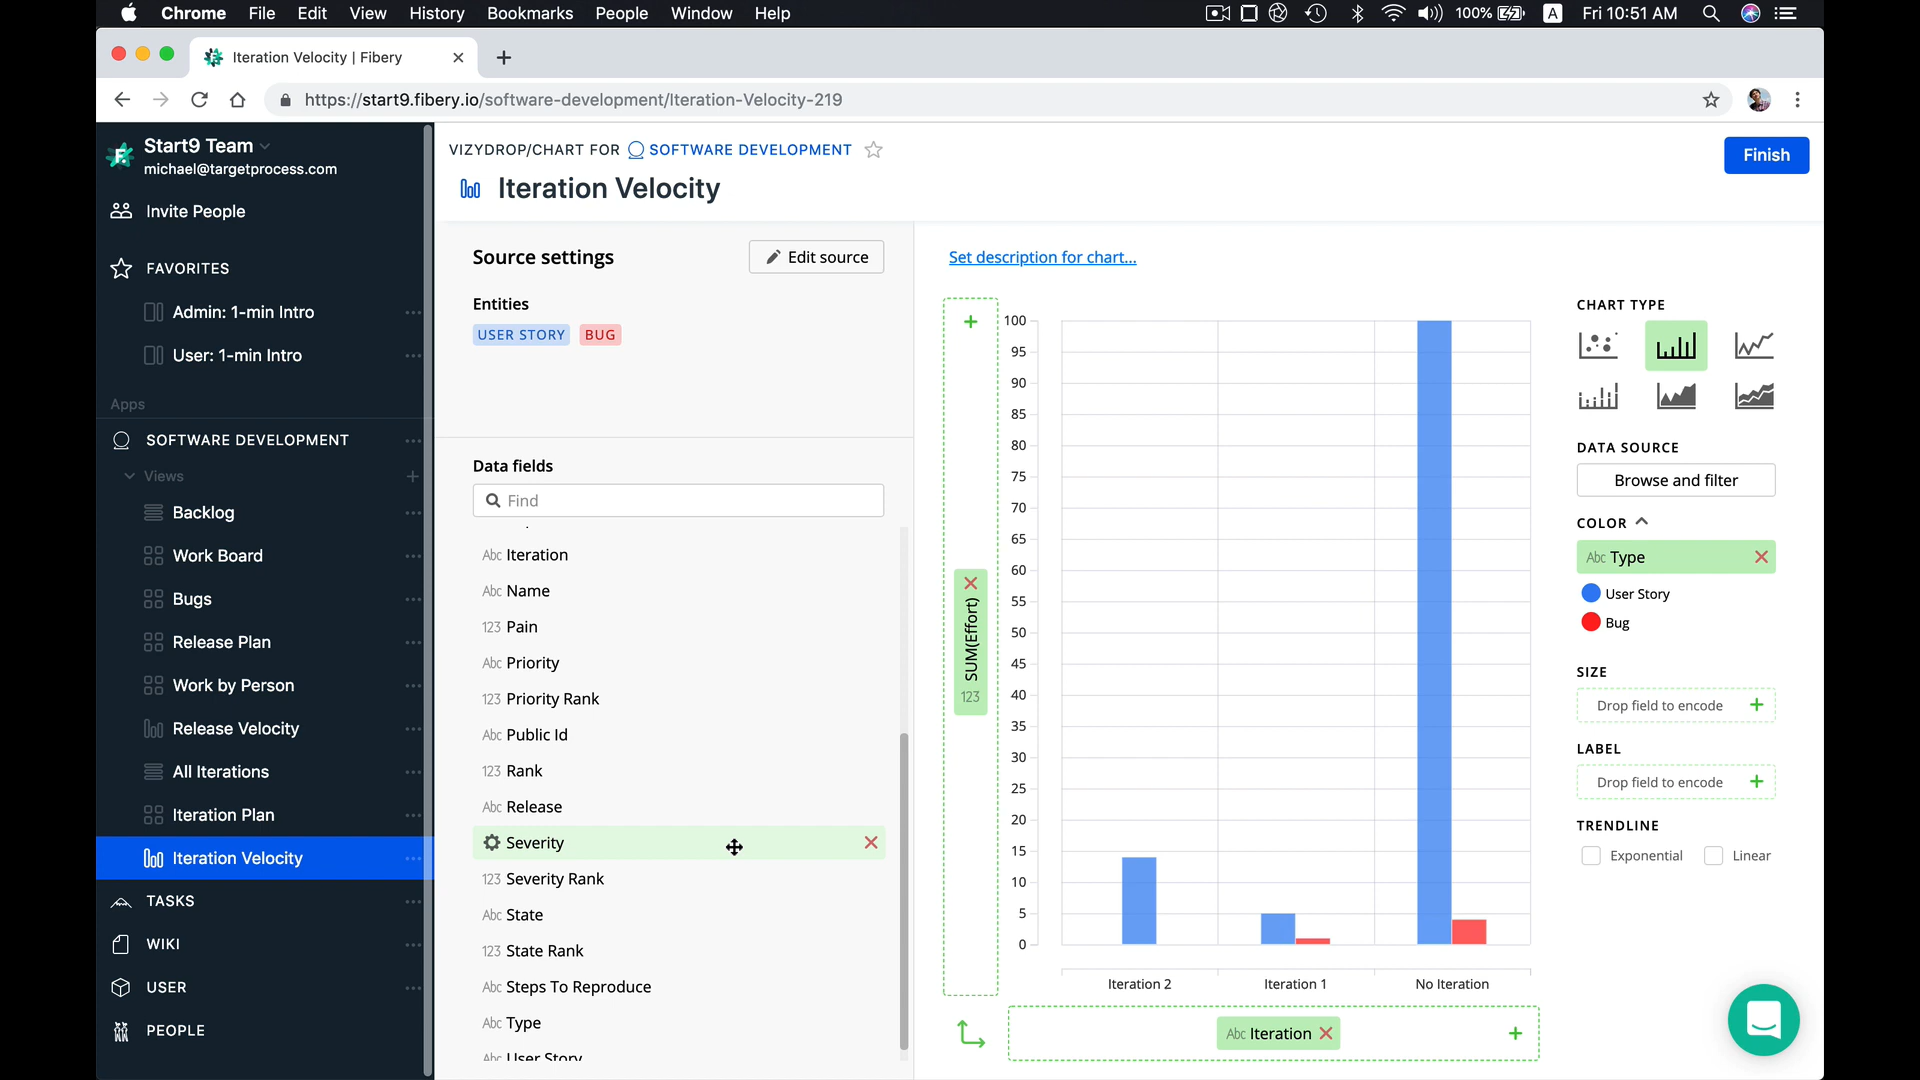 Chrome File Edit View History Bookmarks People Window Help
100% A Fri 10:51 AM
Iteration Velocity | Fibery
https://start9.fibery.io/software-development/Iteration-Velocity-219
Start9 Team
michael@targetprocess.com
Invite People
FAVORITES
Admin: 1-min Intro
User: 1-min Intro
Apps
SOFTWARE DEVELOPMENT
Views
Backlog
Work Board
Bugs
Release Plan
Work by Person
Release Velocity
All Iterations
Iteration Plan
Iteration Velocity
TASKS
WIKI
USER
PEOPLE
VIZYDROP/CHART FOR SOFTWARE DEVELOPMENT
Iteration Velocity
Finish
Source settings
Edit source
Entities
USER STORY BUG
Data fields
Find
Abc Iteration
Abc Name
123 Pain
Abc Priority
123 Priority Rank
Abc Public Id
123 Rank
Abc Release
Severity
123 Severity Rank
Abc State
123 State Rank
Abc Steps To Reproduce
Abc Type
Abc User Story
Set description for chart...
SUM(Effort)
123
100
95
90
85
80
75
70
65
60
55
50
45
40
35
30
25
20
15
10
5
0
Iteration 2 Iteration 1 No Iteration
Abc Iteration
CHART TYPE
DATA SOURCE
Browse and filter
COLOR
Abc Type
User Story
Bug
SIZE
Drop field to encode
LABEL
Drop field to encode
TRENDLINE
Exponential Linear